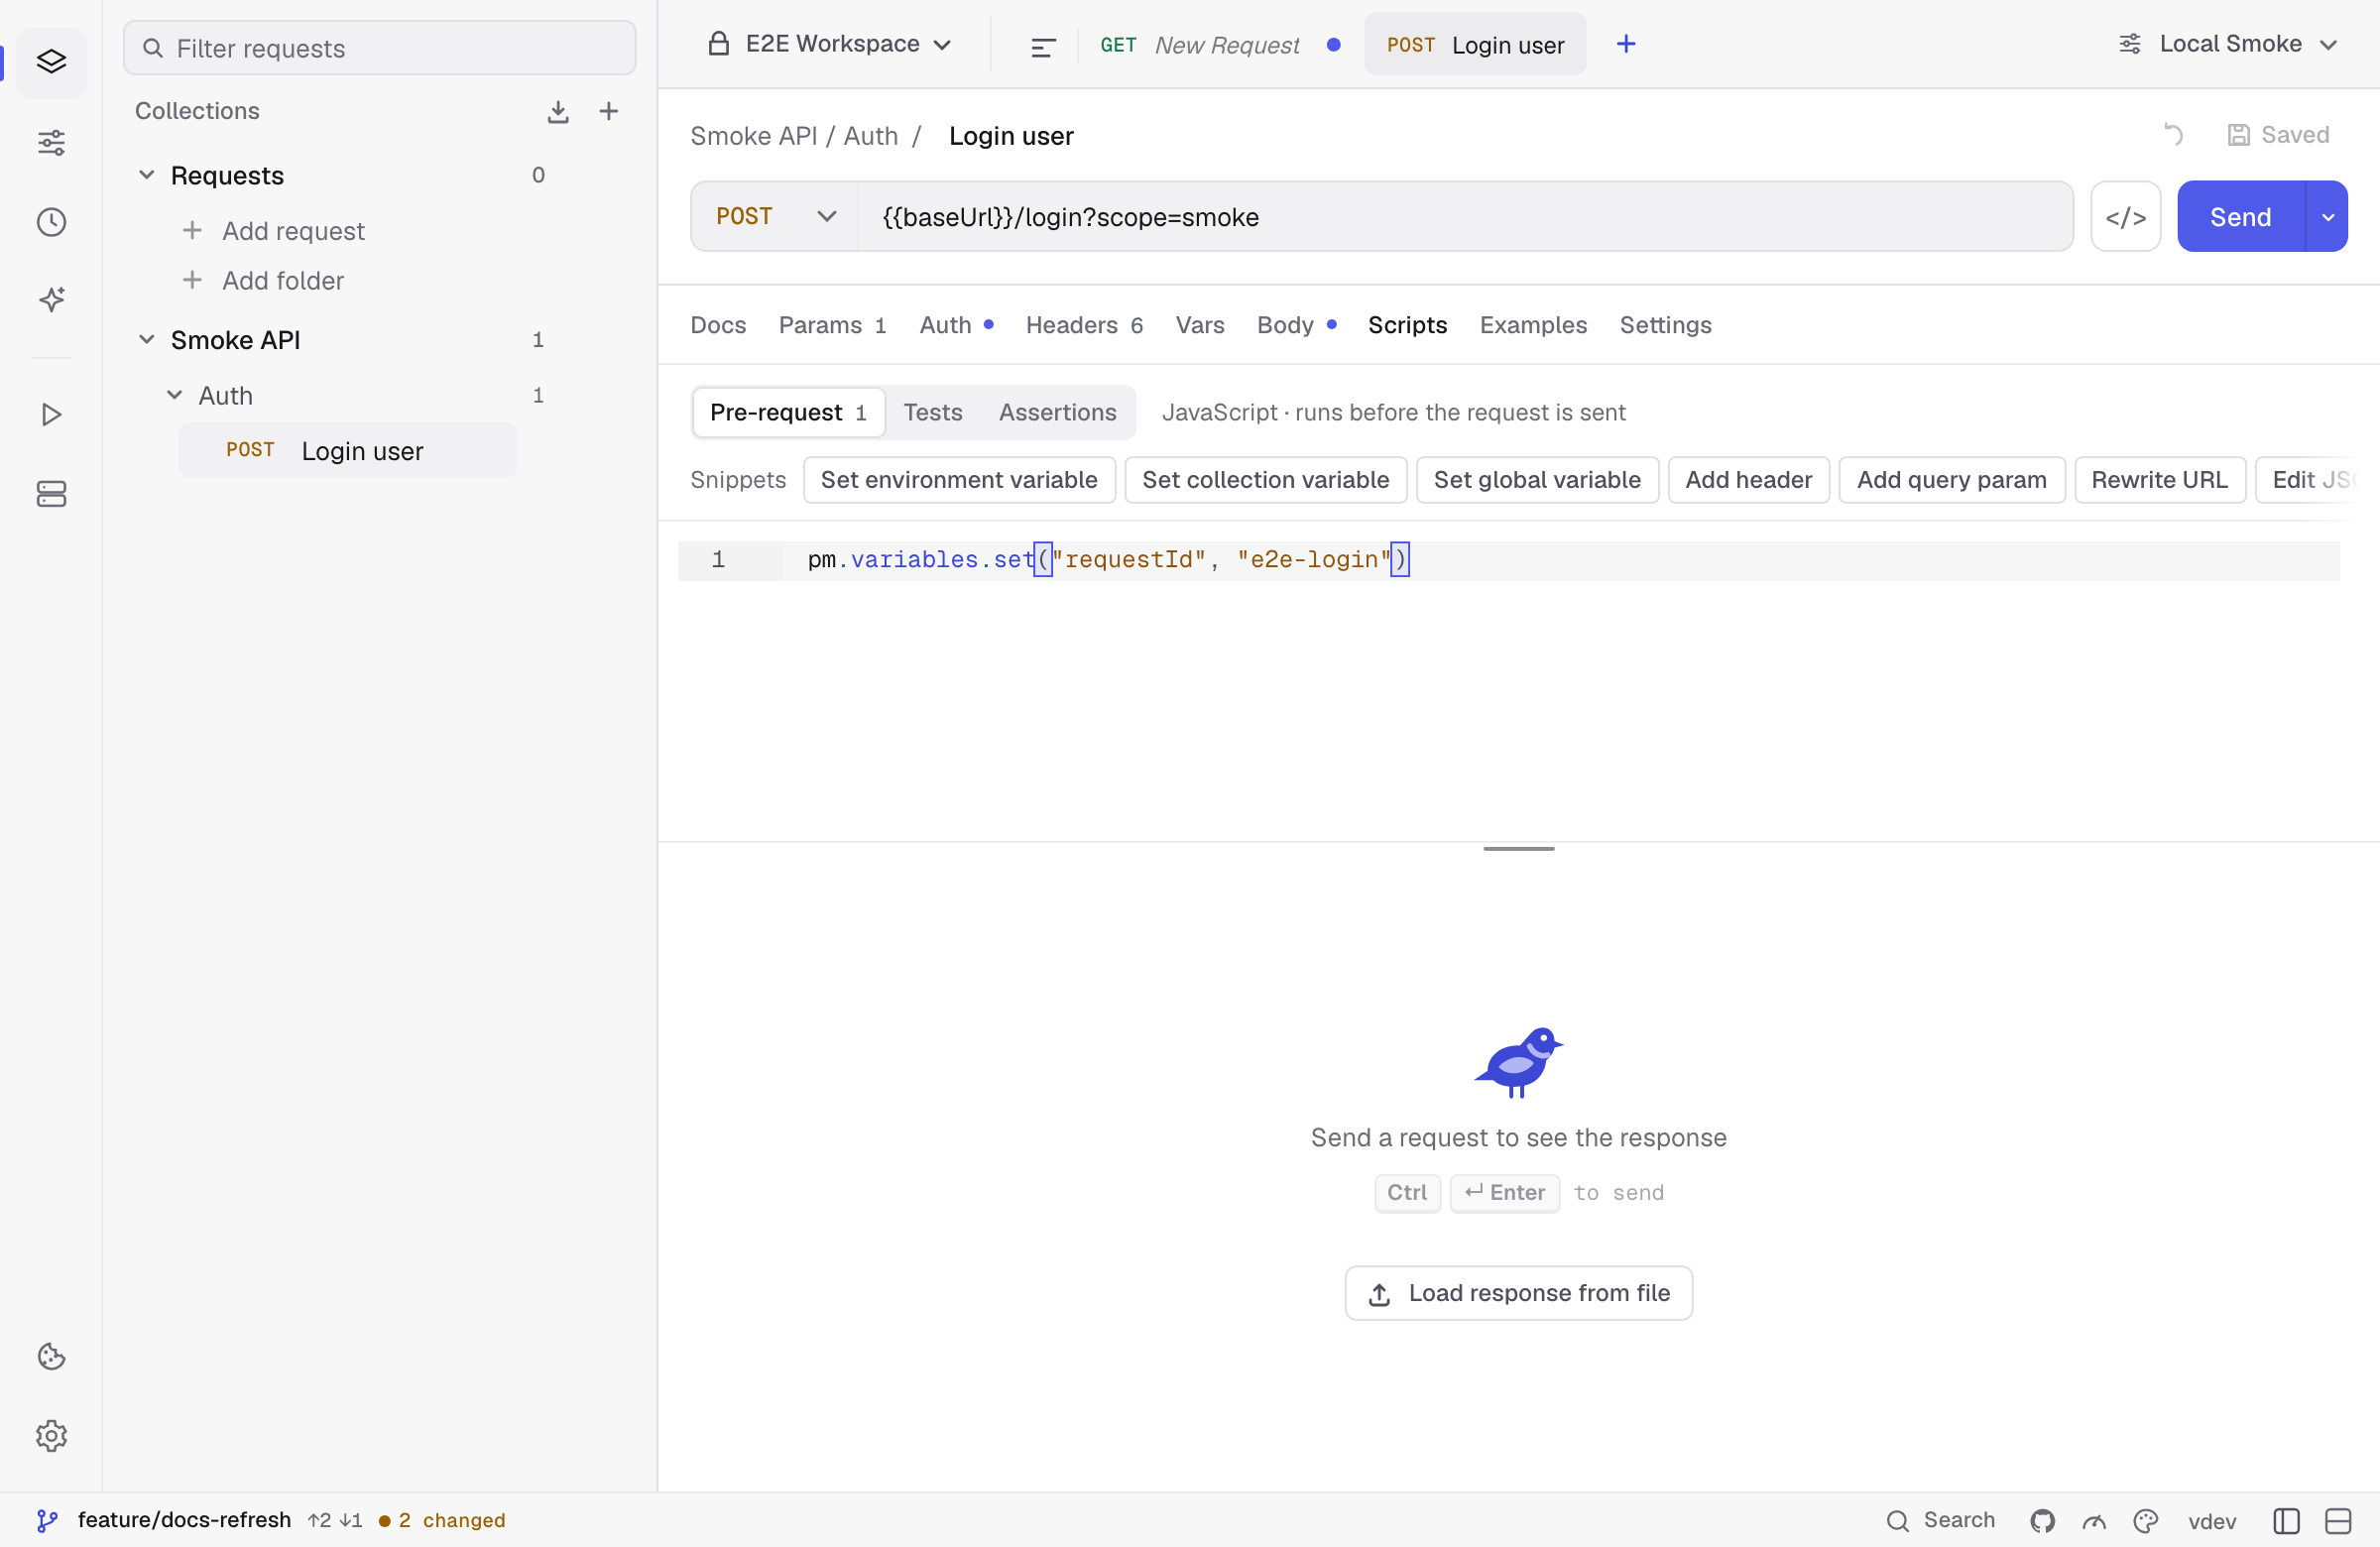 Filter requests
Collections
Requests 0
Add request
Add folder
Smoke API 1
Auth 1
POST Login user
E2E Workspace
GET New Request
POST Login user
Local Smoke
Smoke API / Auth / Login user
Saved
POST {{baseUrl}}/login?scope=smoke
</>
Send
Docs Params 1 Auth Headers 6 Vars Body Scripts Examples Settings
Pre-request 1 Tests Assertions JavaScript · runs before the request is sent
Snippets Set environment variable Set collection variable Set global variable Add header Add query param Rewrite URL Edit
1 pm.variables.set("requestId", "e2e-login")
Send a request to see the response
Ctrl ↵ Enter to send
Load response from file
feature/docs-refresh ↑2 ↓1 2 changed
Search vdev